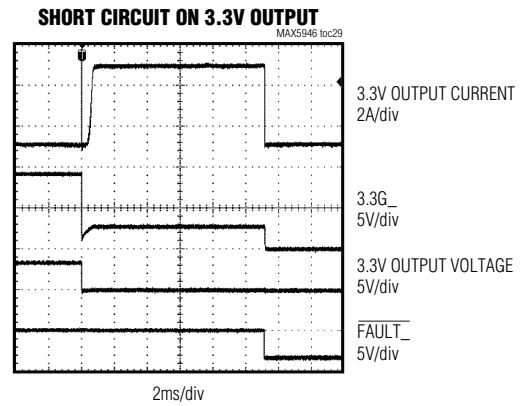 SHORT CIRCUIT ON 3.3V OUTPUT
MAX5946 toc29
T
3.3V OUTPUT CURRENT
2A/div
3.3G_
5V/div
3.3V OUTPUT VOLTAGE
5V/div
FAULT_
5V/div
2ms/div